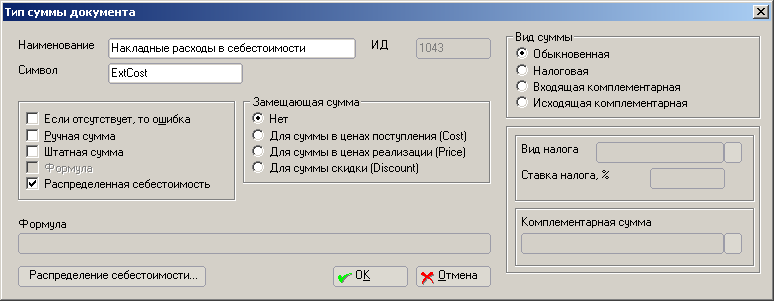 Тип суммы документа
Наименование Накладные расходы в себестоимости ИД 1043
Символ ExtCost
Вид суммы
Обыкновенная
Налоговая
Входящая комплементарная
Исходящая комплементарная
Если отсутствует, то ошибка
Ручная сумма
Штатная сумма
Формула
Распределенная себестоимость
Замещающая сумма
Нет
Для суммы в ценах поступления (Cost)
Для суммы в ценах реализации (Price)
Для суммы скидки (Discount)
Вид налога
Ставка налога, %
Формула
Комплементарная сумма
Распределение себестоимости... OK Отмена